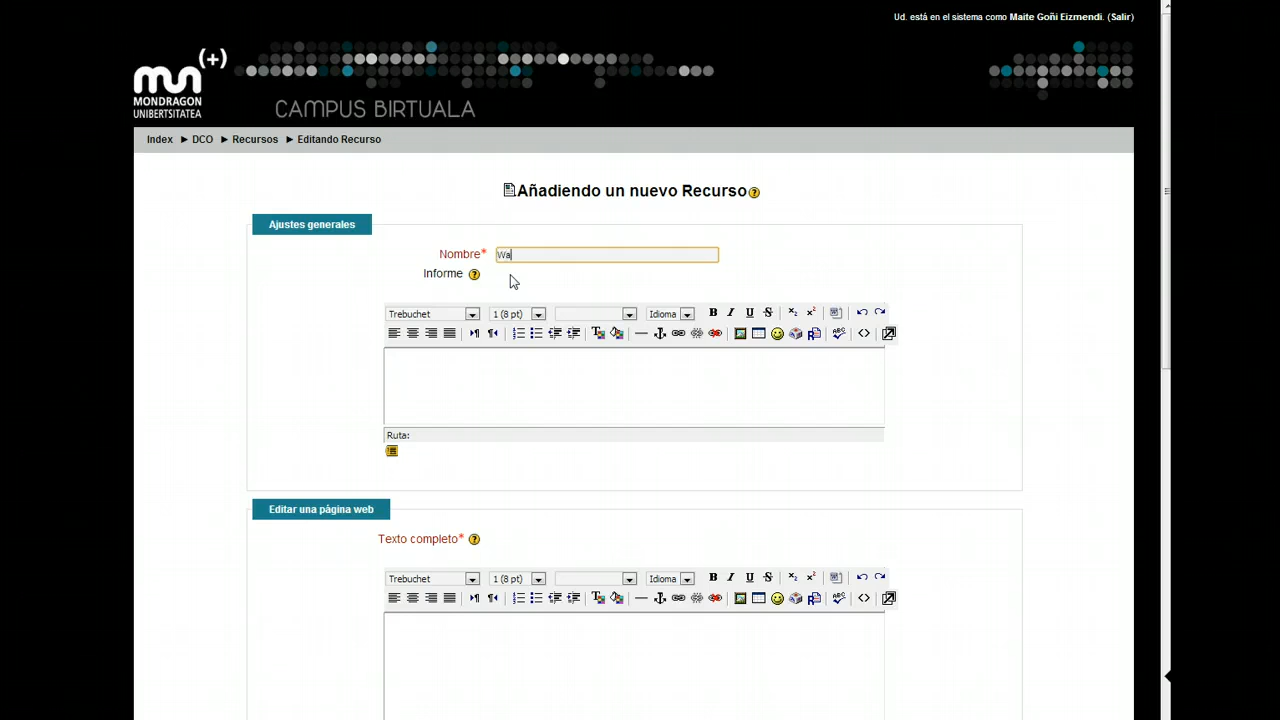 Ud. está en el sistema como Maite Goñi Eizmendi. (Salir)
mun (+)
MONDRAGON
UNIBERTSITATEA
CAMPUS BIRTUALA
Index ► DCO ► Recursos ► Editando Recurso
Añadiendo un nuevo Recurso
Ajustes generales
Nombre* Wa
Informe
Trebuchet 1 (8 pt) Idioma B I U S
Ruta:
Editar una página web
Texto completo*
Trebuchet 1 (8 pt) Idioma B I U S